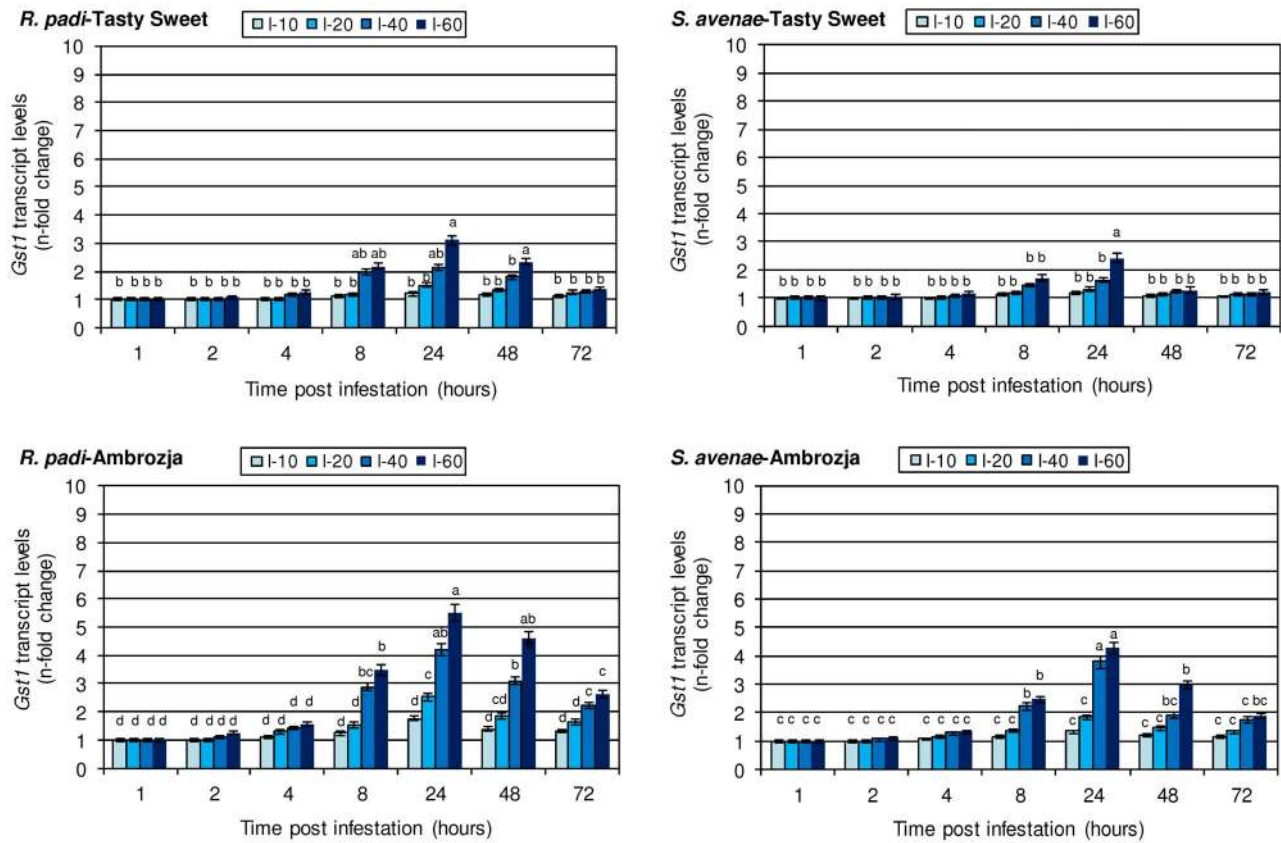 R. padi-Tasty Sweet
I-10 I-20 I-40 I-60
10
9
8
7
6
5
4
3
2
1
0
Gst1 transcript levels
(n-fold change)
b b b b b b b b b b b b b b ab ab b b ab a b b b a b b b b
1 2 4 8 24 48 72
Time post infestation (hours)
S. avenae-Tasty Sweet
I-10 I-20 I-40 I-60
10
9
8
7
6
5
4
3
2
1
0
Gst1 transcript levels
(n-fold change)
b b b b b b b b b b b b b b b b b b b a b b b b b b b b
1 2 4 8 24 48 72
Time post infestation (hours)
R. padi-Ambrozja
I-10 I-20 I-40 I-60
10
9
8
7
6
5
4
3
2
1
0
Gst1 transcript levels
(n-fold change)
d d d d d d d d d d d d d d bc b d c ab a d cd b ab d d c c
1 2 4 8 24 48 72
Time post infestation (hours)
S. avenae-Ambrozja
I-10 I-20 I-40 I-60
10
9
8
7
6
5
4
3
2
1
0
Gst1 transcript levels
(n-fold change)
c c c c c c c c c c c c c c b b c c a a c c bc b c c c c
1 2 4 8 24 48 72
Time post infestation (hours)